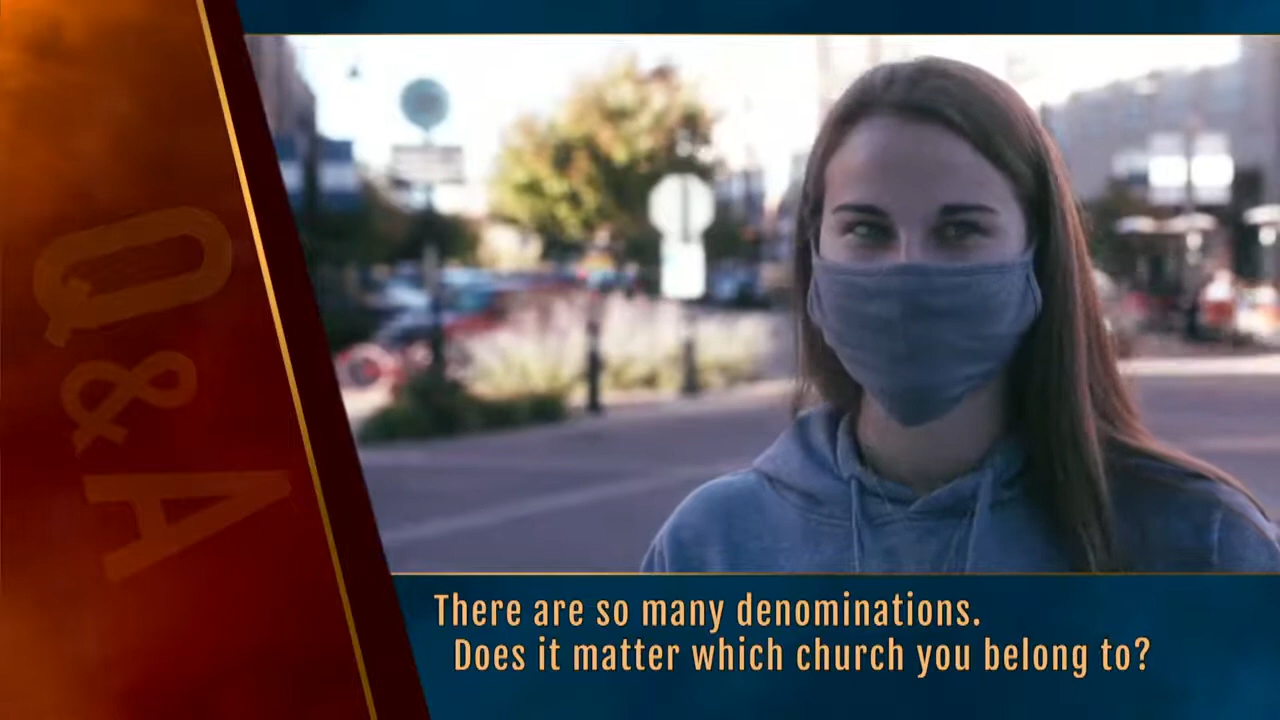 Q&A
There are so many denominations.
Does it matter which church you belong to?